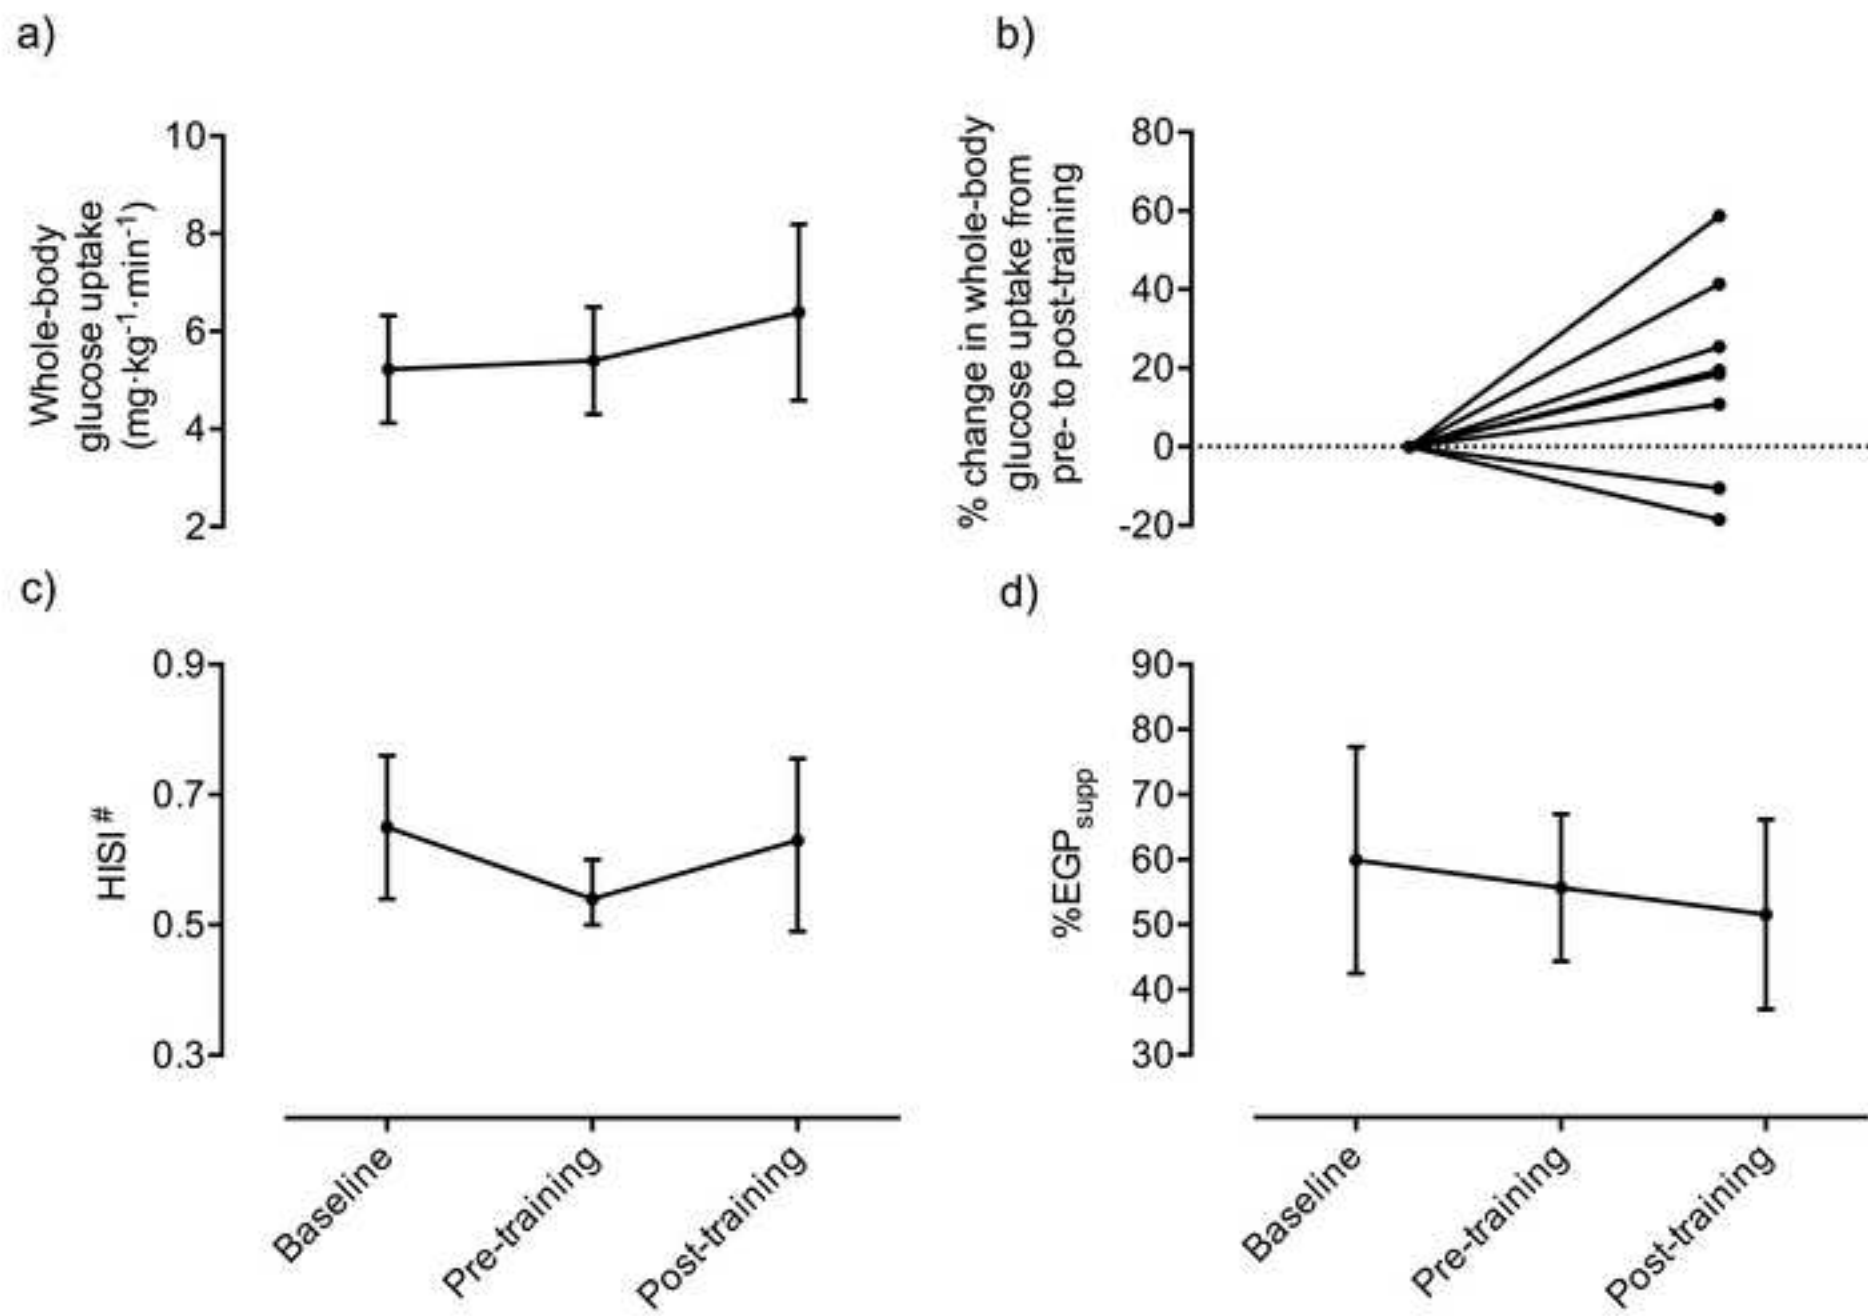 a)
Whole-body
glucose uptake
(mg·kg⁻¹·min⁻¹)
10
8
6
4
2
b)
% change in whole-body
glucose uptake from
pre- to post-training
80
60
40
20
0
-20
c)
HISI#
0.9
0.7
0.5
0.3
Baseline
Pre-training
Post-training
d)
%EGPsupp
90
80
70
60
50
40
30
Baseline
Pre-training
Post-training